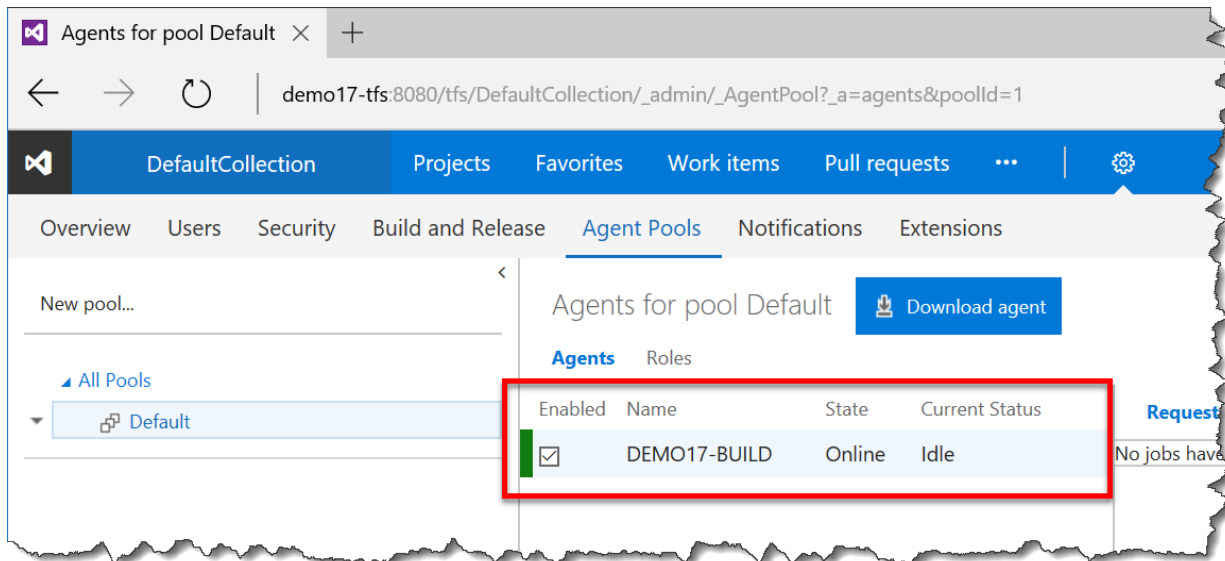 Agents for pool Default
demo17-tfs:8080/tfs/DefaultCollection/_admin/_AgentPool?_a=agents&poolId=1
DefaultCollection Projects Favorites Work items Pull requests ...
Overview Users Security Build and Release Agent Pools Notifications Extensions
New pool...
All Pools
Default
Agents for pool Default Download agent
Agents Roles
Enabled Name State Current Status
DEMO17-BUILD Online Idle
Request
No jobs have